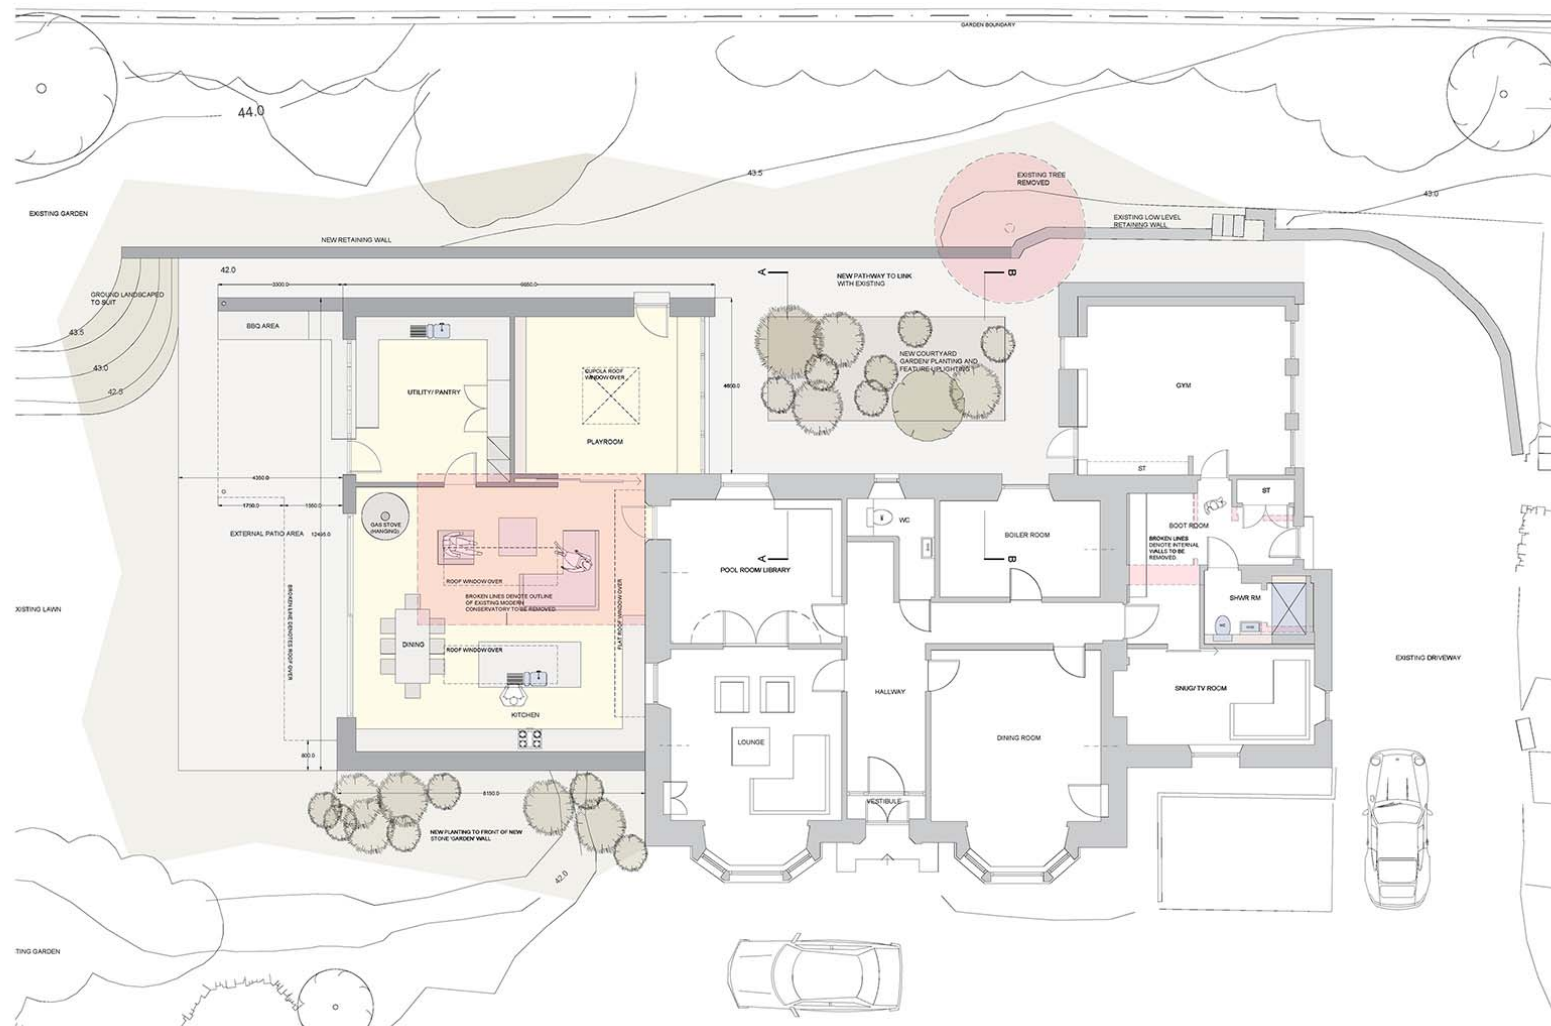 GARDEN BOUNDARY
44.0
43.5
EXISTING TREE
REMOVED
43.0
EXISTING GARDEN
EXISTING LOW LEVEL
RETAINING WALL
NEW RETAINING WALL
42.0
A
B
NEW PATHWAY TO LINK
WITH EXISTING
GROUND LANDSCAPED
TO SUIT
BBQ AREA
43.5
43.0
42.5
CUPOLA ROOF
WINDOW OVER
NEW COURTYARD
GARDEN/ PLANTING AND
FEATURE UPLIGHTING
UTILITY/ PANTRY
GYM
PLAYROOM
ST
ST
GAS STOVE
(HANGING)
WC
BOOT ROOM
EXTERNAL PATIO AREA
12495.0
BOILER ROOM
BROKEN LINES
DENOTE INTERNAL
WALLS TO BE
REMOVED.
A
B
POOL ROOM/ LIBRARY
ROOF WINDOW OVER
BROKEN LINES DENOTE OUTLINE
OF EXISTING MODERN
CONSERVATORY TO BE REMOVED.
FLAT ROOF WINDOW OVER
BROKEN LINE DENOTES ROOF OVER
XISTING LAWN
SHWR RM
DINING
ROOF WINDOW OVER
EXISTING DRIVEWAY
HALLWAY
SNUG/ TV ROOM
KITCHEN
LOUNGE
DINING ROOM
8150.0
VESTIBULE
NEW PLANTING TO FRONT OF NEW
STONE 'GARDEN' WALL
42.0
TING GARDEN